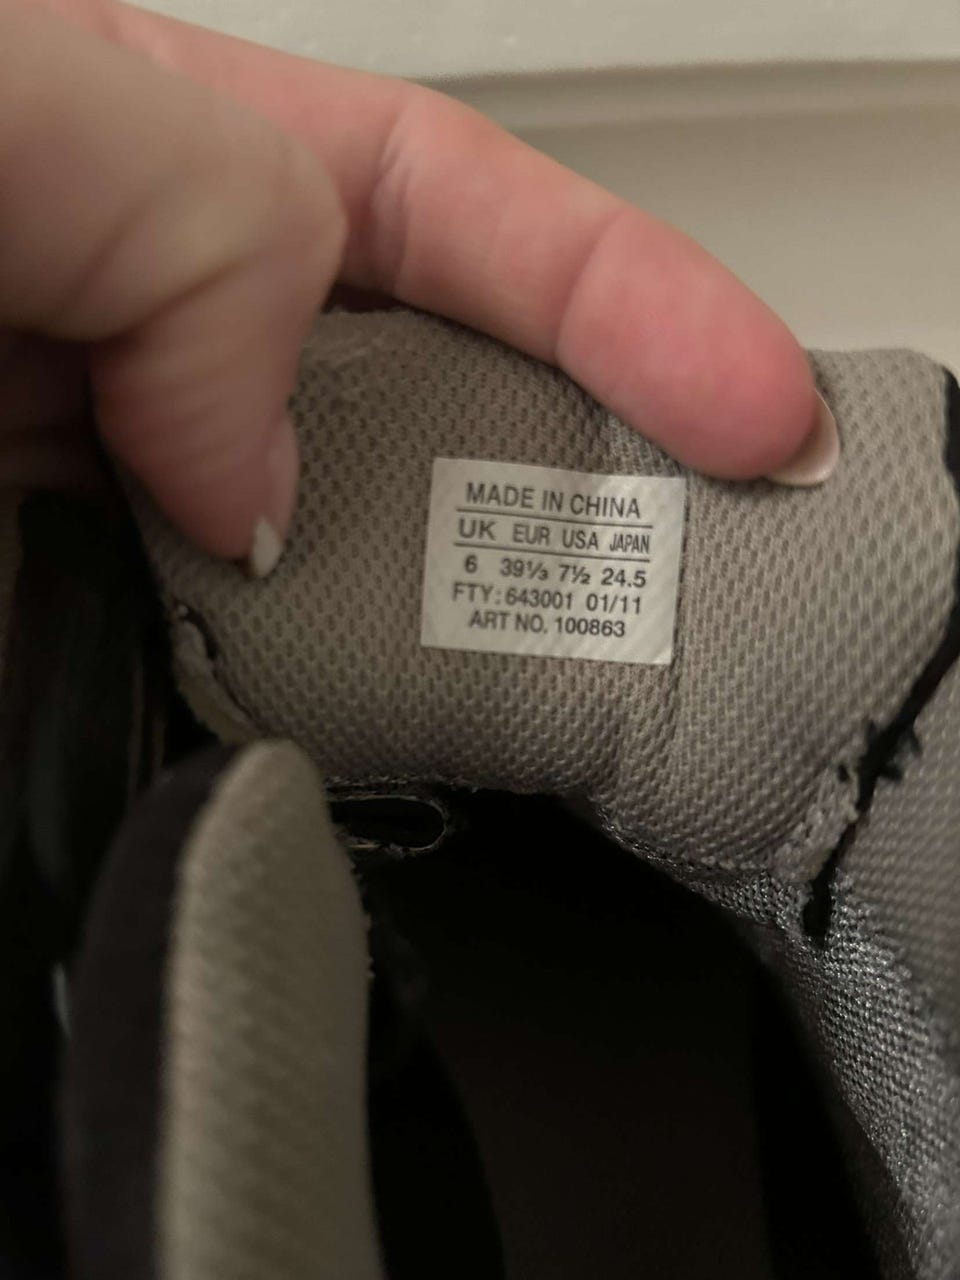 MADE IN CHINA
UK EUR USA JAPAN
6 39⅓ 7½ 24.5
FTY: 643001 01/11
ART NO. 100863